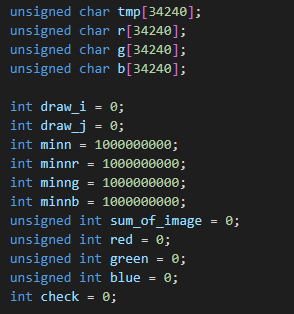 unsigned char tmp[34240];
unsigned char r[34240];
unsigned char g[34240];
unsigned char b[34240];
int draw_i = 0;
int draw_j = 0;
int minn = 1000000000;
int minnr = 1000000000;
int minng = 1000000000;
int minnb = 1000000000;
unsigned int sum_of_image = 0;
unsigned int red = 0;
unsigned int green = 0;
unsigned int blue = 0;
int check = 0;